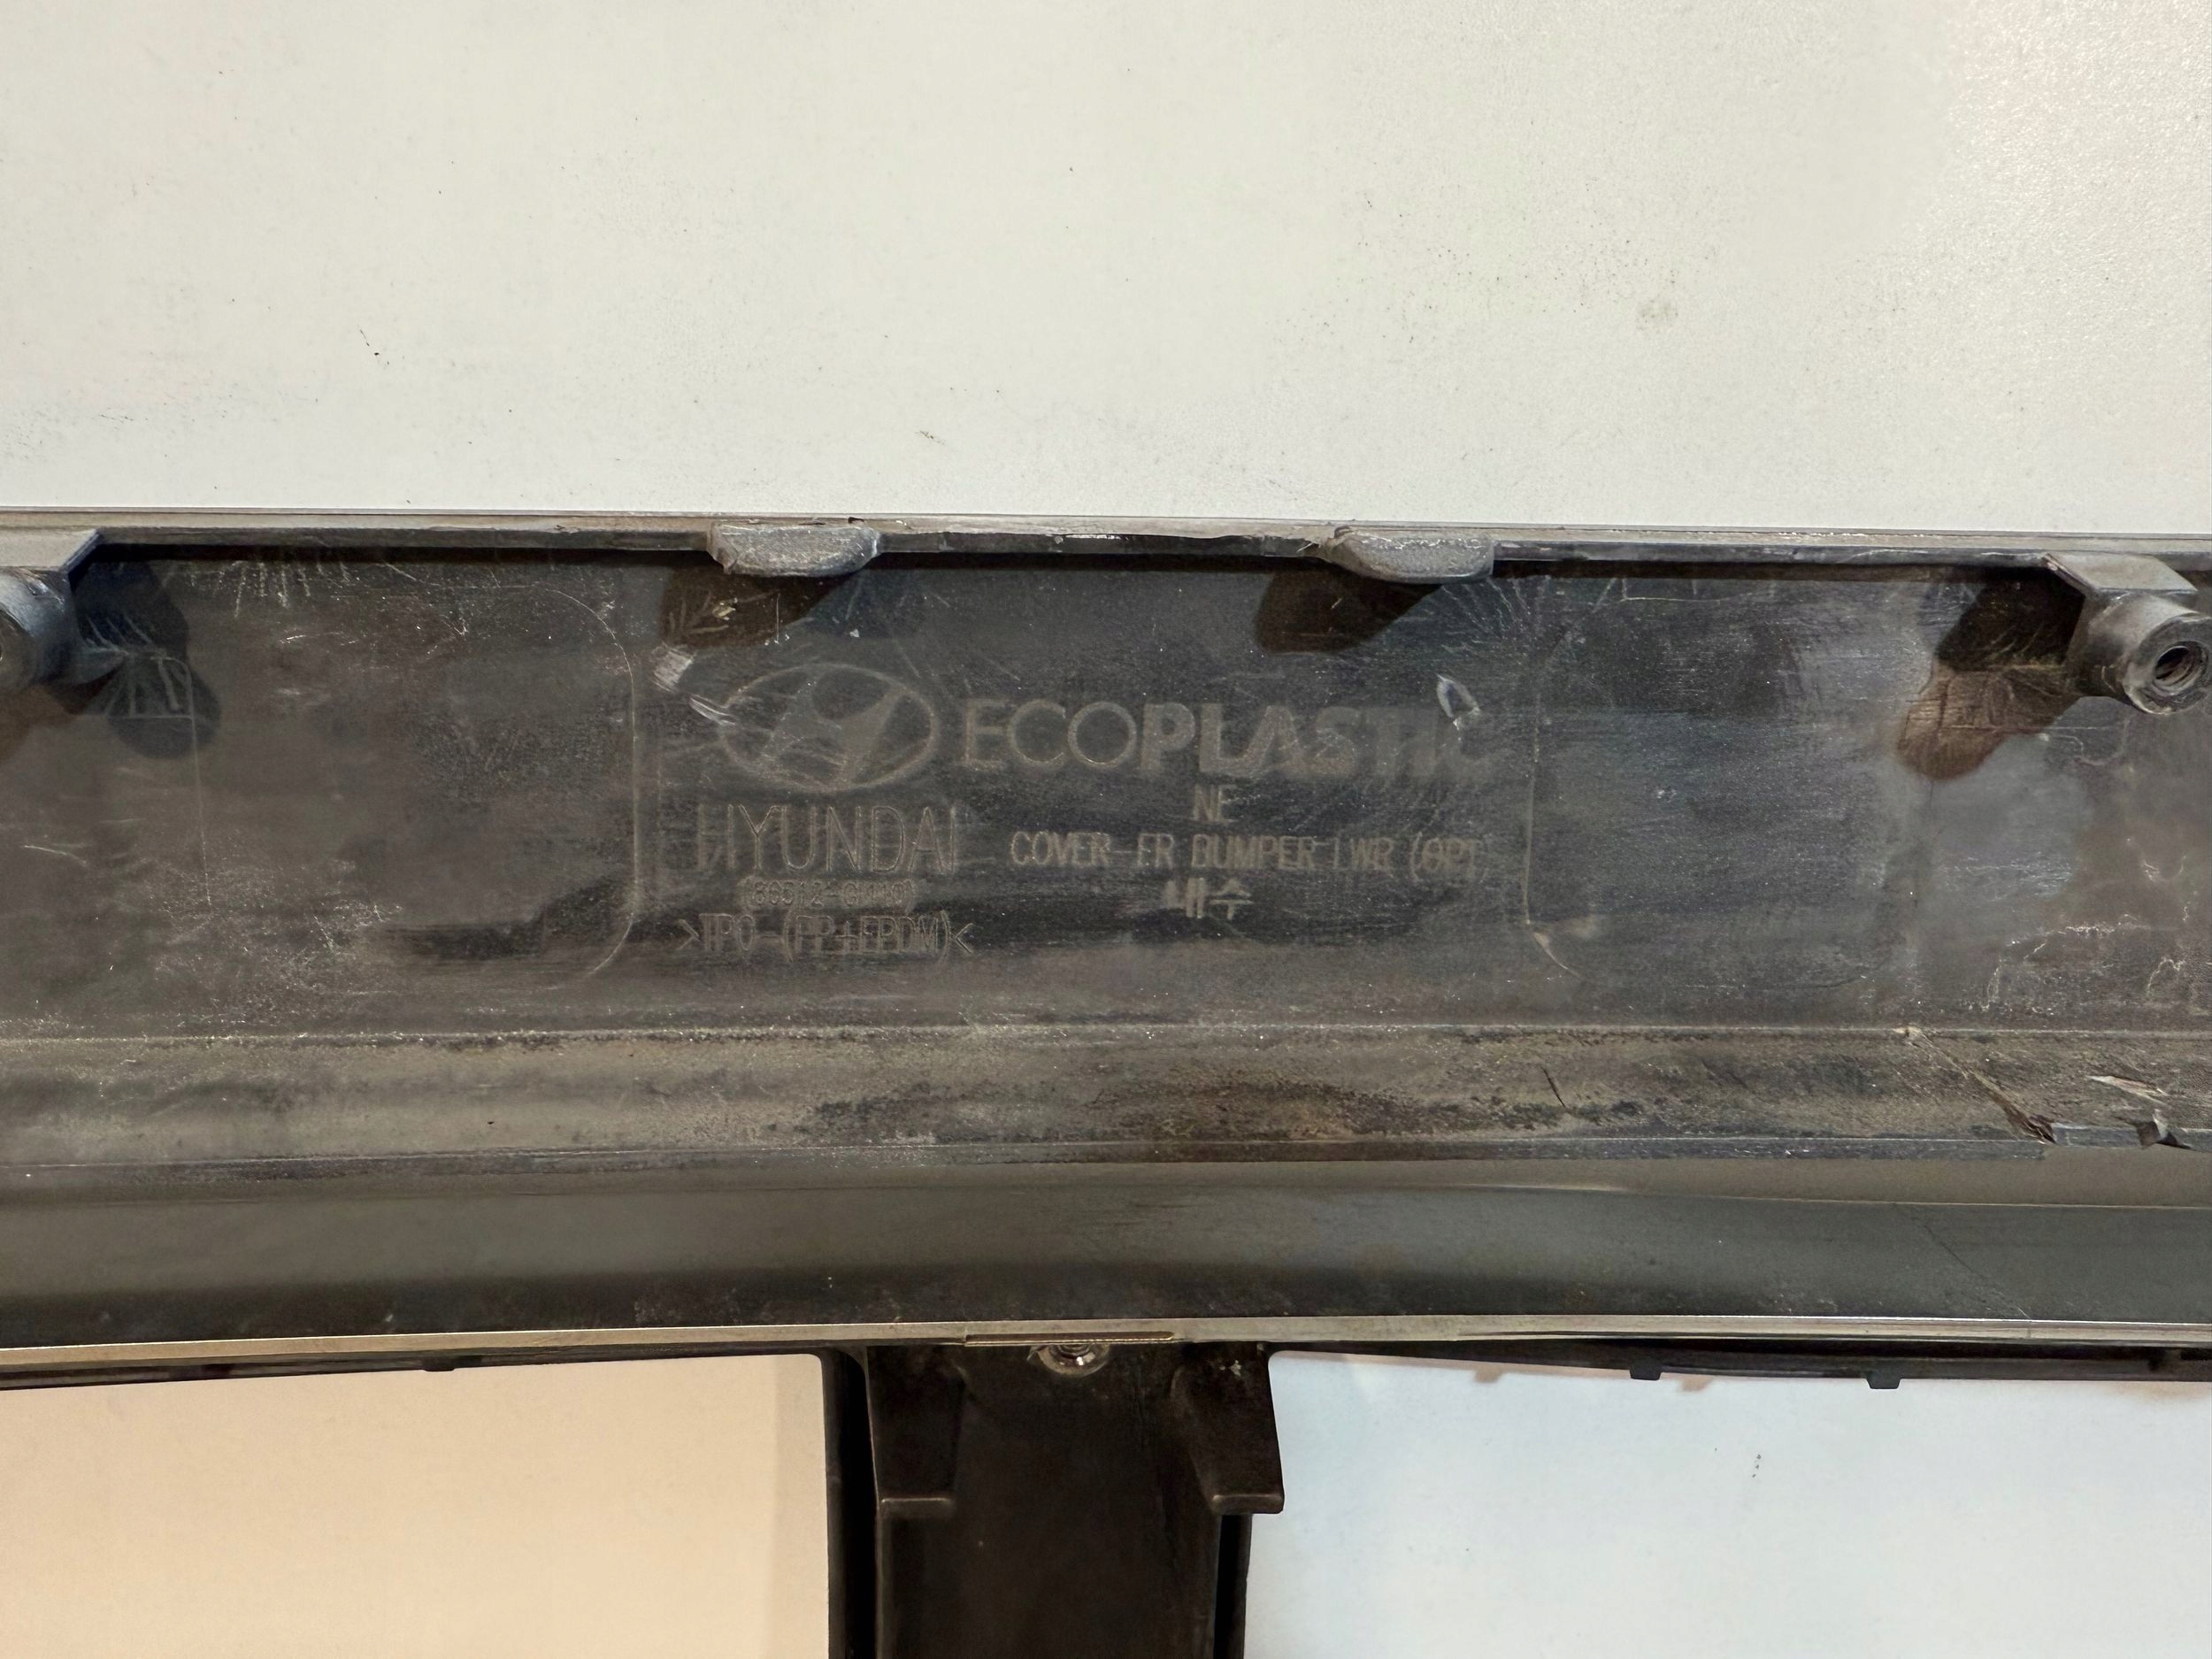 ECOPLASTIC
HYUNDAI
NE
COVER-FR BUMPER LWR (OPT)
내수
>TPO-(PP+EPDM)<